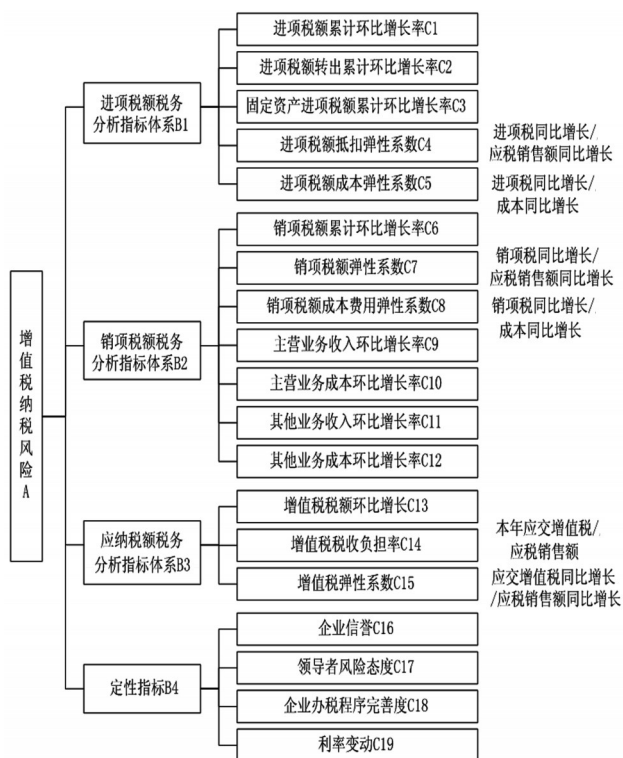 进项税额累计环比增长率C1
进项税额转出累计环比增长率C2
进项税额税务
分析指标体系B1
固定资产进项税额累计环比增长率C3
进项税额抵扣弹性系数C4
进项税同比增长/
应税销售额同比增长
进项税额成本弹性系数C5
进项税同比增长/
成本同比增长
销项税额累计环比增长率C6
销项税额弹性系数C7
销项税同比增长/
应税销售额同比增长
销项税额成本费用弹性系数C8
销项税同比增长/
成本同比增长
增值税纳税风险A
销项税额税务
分析指标体系B2
主营业务收入环比增长率C9
主营业务成本环比增长率C10
其他业务收入环比增长率C11
其他业务成本环比增长率C12
增值税税额环比增长C13
应纳税额税务
分析指标体系B3
增值税税收负担率C14
本年应交增值税/
应税销售额
增值税弹性系数C15
应交增值税同比增长
/应税销售额同比增长
企业信誉C16
领导者风险态度C17
定性指标B4
企业办税程序完善度C18
利率变动C19